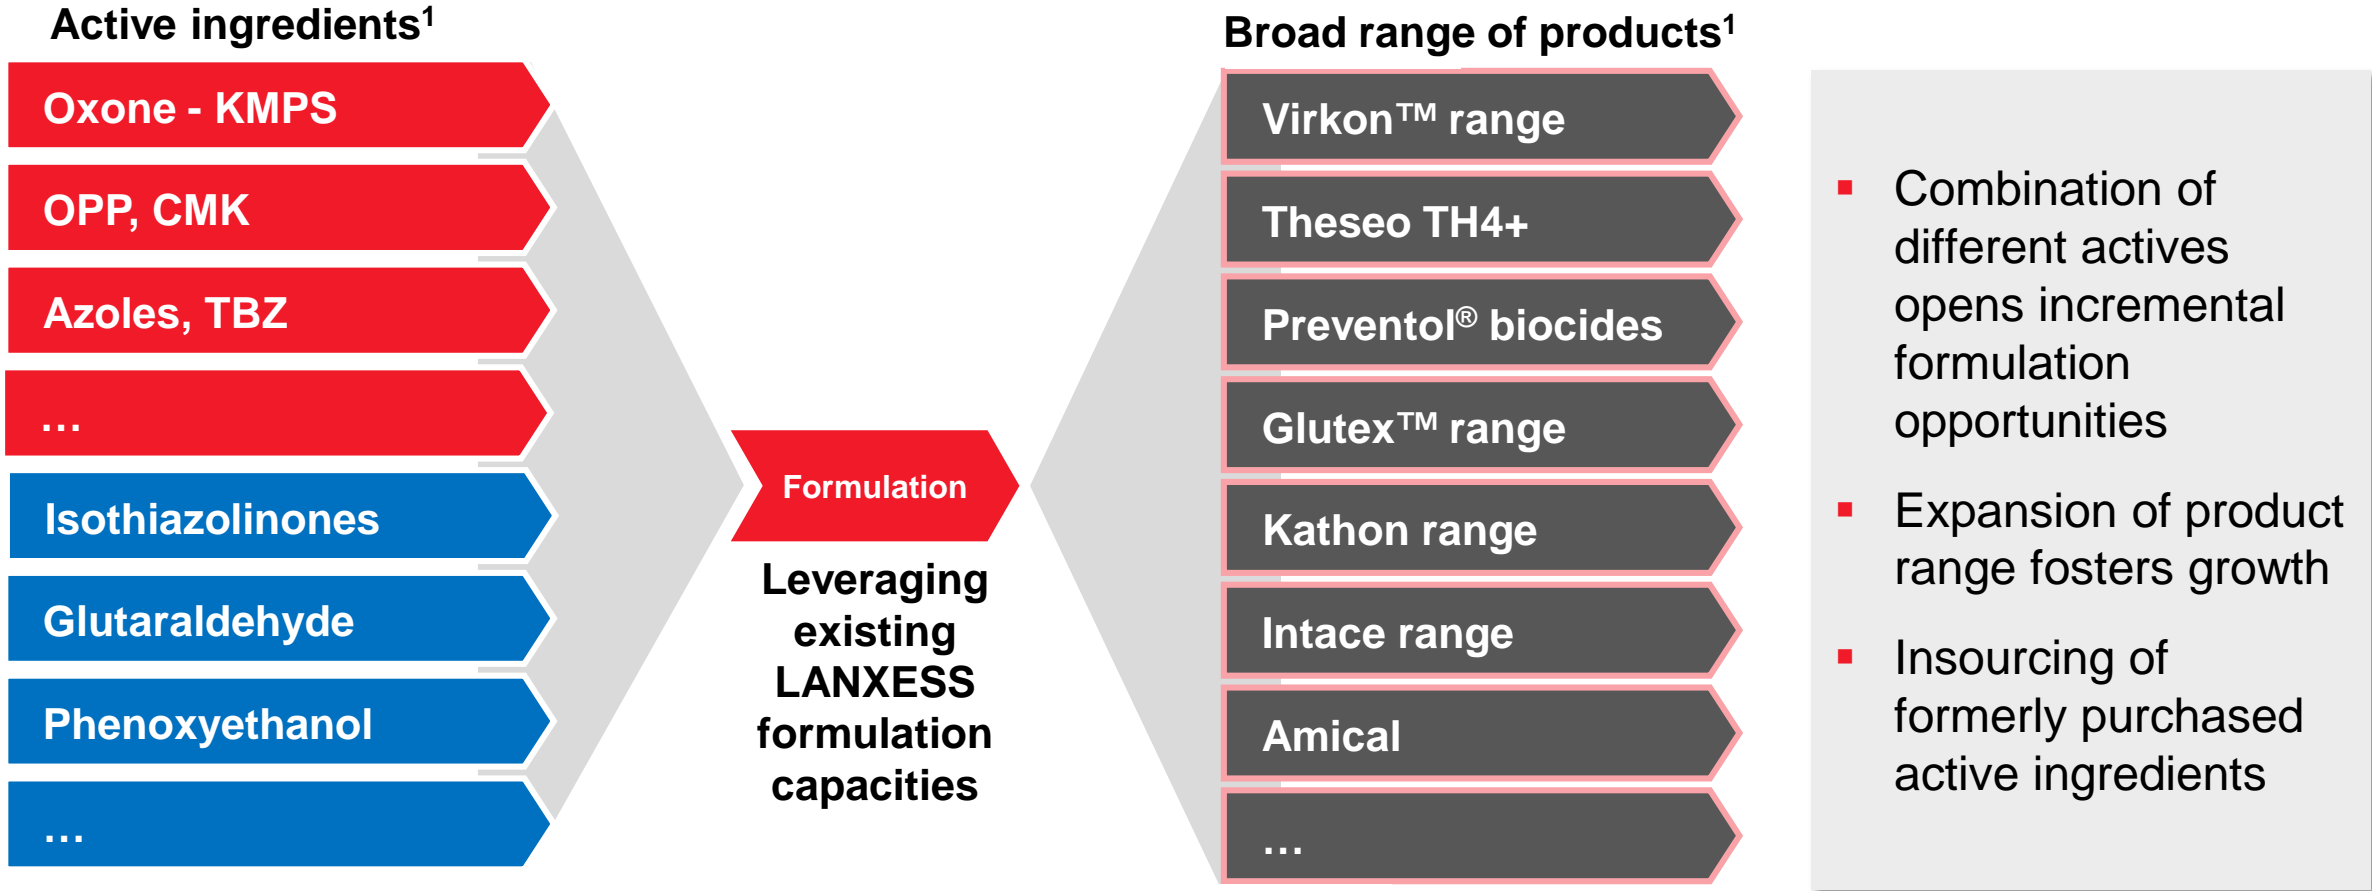 Active ingredients¹
Oxone - KMPS
OPP, CMK
Azoles, TBZ
…
Isothiazolinones
Glutaraldehyde
Phenoxyethanol
…
Formulation
Leveraging
existing
LANXESS
formulation
capacities
Broad range of products¹
Virkon™ range
Theseo TH4+
Preventol® biocides
Glutex™ range
Kathon range
Intace range
Amical
…
▪ Combination of
different actives
opens incremental
formulation
opportunities
▪ Expansion of product
range fosters growth
▪ Insourcing of
formerly purchased
active ingredients